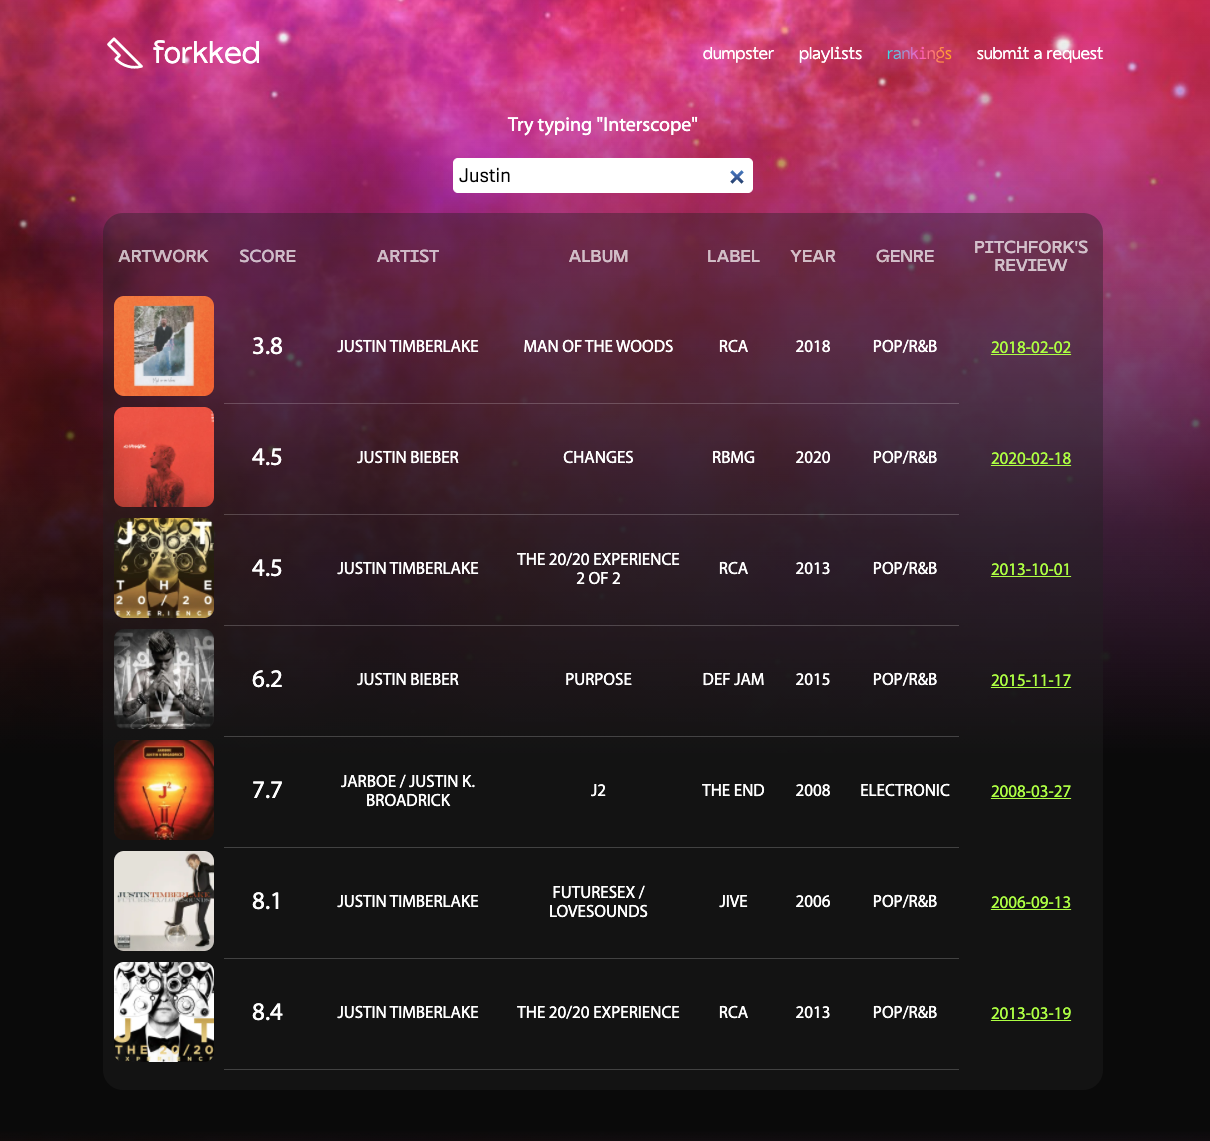 forkked
dumpster playlists rankings submit a request
Try typing "Interscope"
Justin
ARTWORK SCORE ARTIST ALBUM LABEL YEAR GENRE PITCHFORK'S
REVIEW
3.8 JUSTIN TIMBERLAKE MAN OF THE WOODS RCA 2018 POP/R&B 2018-02-02
4.5 JUSTIN BIEBER CHANGES RBMG 2020 POP/R&B 2020-02-18
JT
THE
20/20
EXPERIENCE
4.5 JUSTIN TIMBERLAKE THE 20/20 EXPERIENCE
2 OF 2
RCA 2013 POP/R&B 2013-10-01
6.2 JUSTIN BIEBER PURPOSE DEF JAM 2015 POP/R&B 2015-11-17
J2
7.7 JARBOE / JUSTIN K.
BROADRICK
J2 THE END 2008 ELECTRONIC 2008-03-27
JUSTINTIMBERLAKE
8.1 JUSTIN TIMBERLAKE FUTURESEX /
LOVESOUNDS
JIVE 2006 POP/R&B 2006-09-13
JT
THE 20/20
EXPERIENCE
8.4 JUSTIN TIMBERLAKE THE 20/20 EXPERIENCE RCA 2013 POP/R&B 2013-03-19